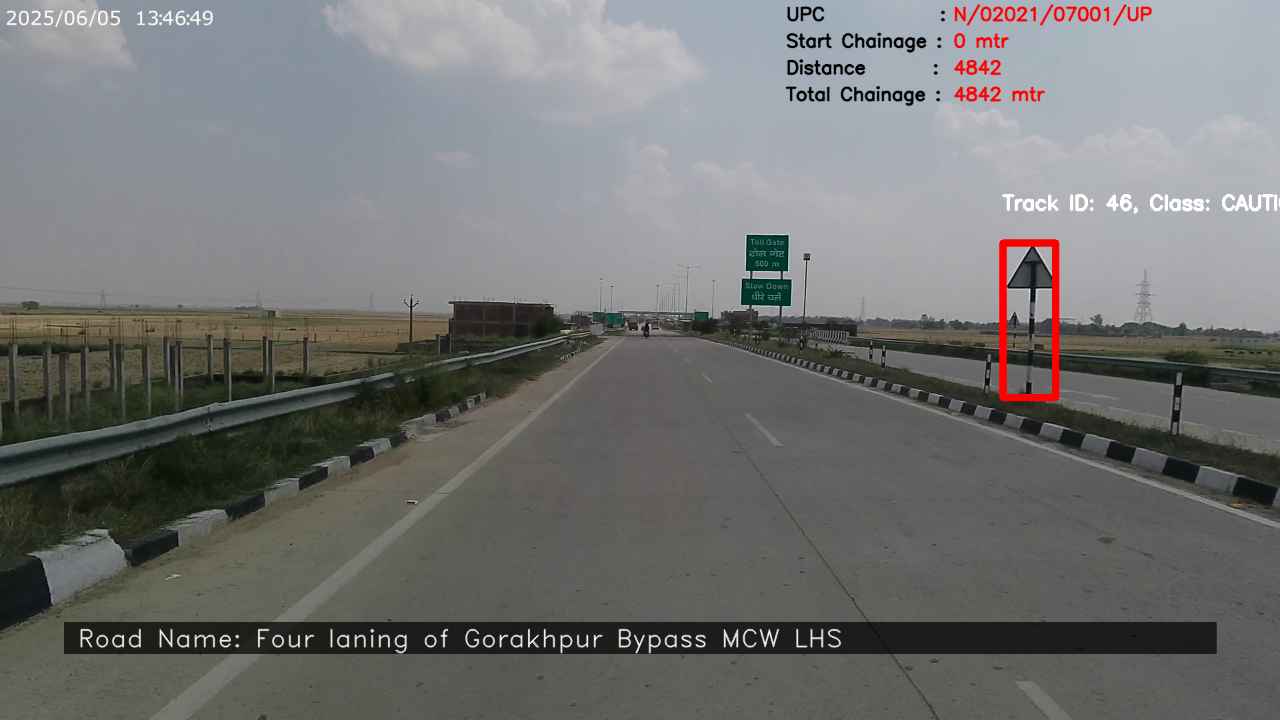 2025/06/05 13:46:49
UPC : N/02021/07001/UP
Start Chainage : 0 mtr
Distance : 4842
Total Chainage : 4842 mtr
Track ID: 46, Class: CAUTI
Toll Gate
टोल गेट
500 m
Slow Down
धीरे चलें
Road Name: Four laning of Gorakhpur Bypass MCW LHS